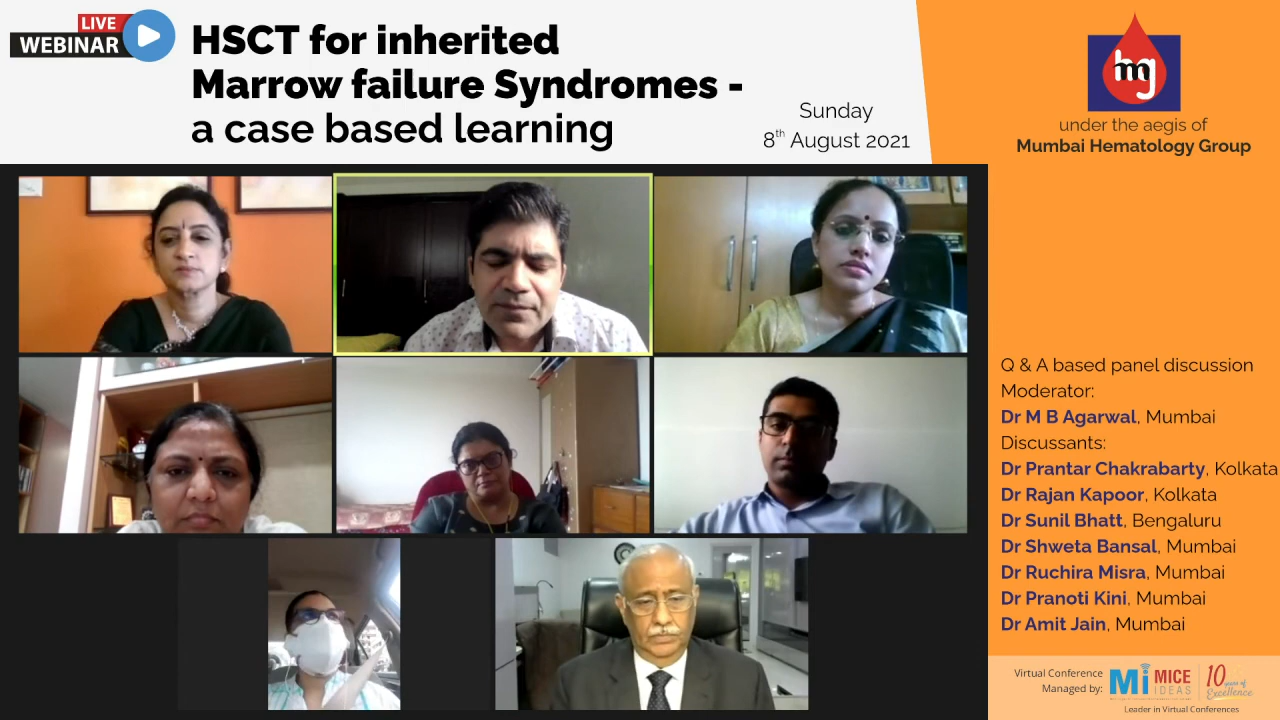 LIVE
WEBINAR
HSCT for inherited
Marrow failure Syndromes -
a case based learning
Sunday
8th August 2021
mg
under the aegis of
Mumbai Hematology Group
Q & A based panel discussion
Moderator:
Dr M B Agarwal, Mumbai
Discussants:
Dr Prantar Chakrabarty, Kolkata
Dr Rajan Kapoor, Kolkata
Dr Sunil Bhatt, Bengaluru
Dr Shweta Bansal, Mumbai
Dr Ruchira Misra, Mumbai
Dr Pranoti Kini, Mumbai
Dr Amit Jain, Mumbai
Virtual Conference
Managed by:
Mi MICE IDEAS
10 years of Excellence
Leader in Virtual Conferences